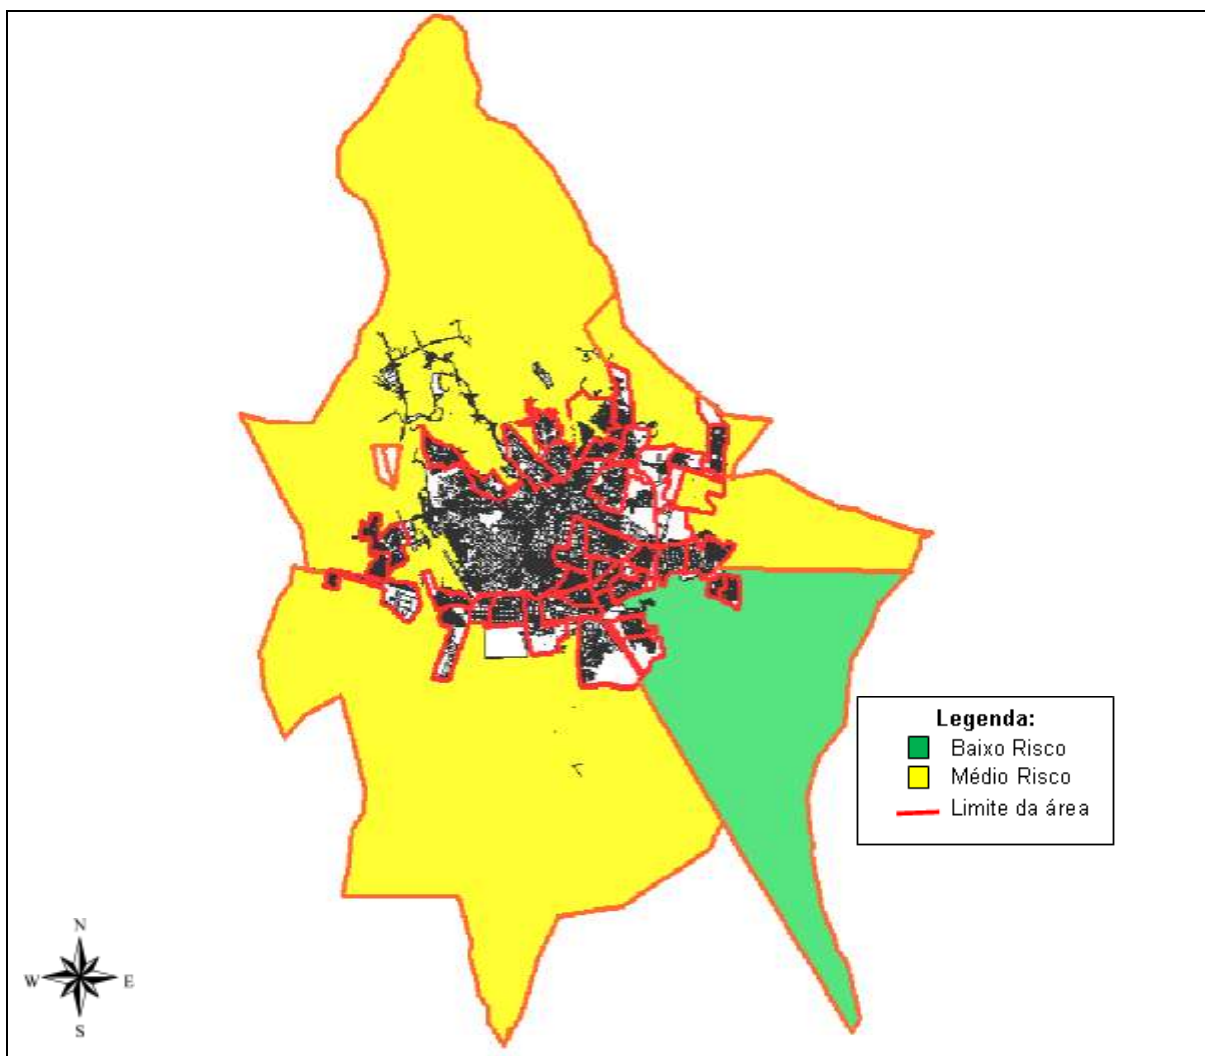 Legenda:
Baixo Risco
Médio Risco
Limite da área
N
W E
S